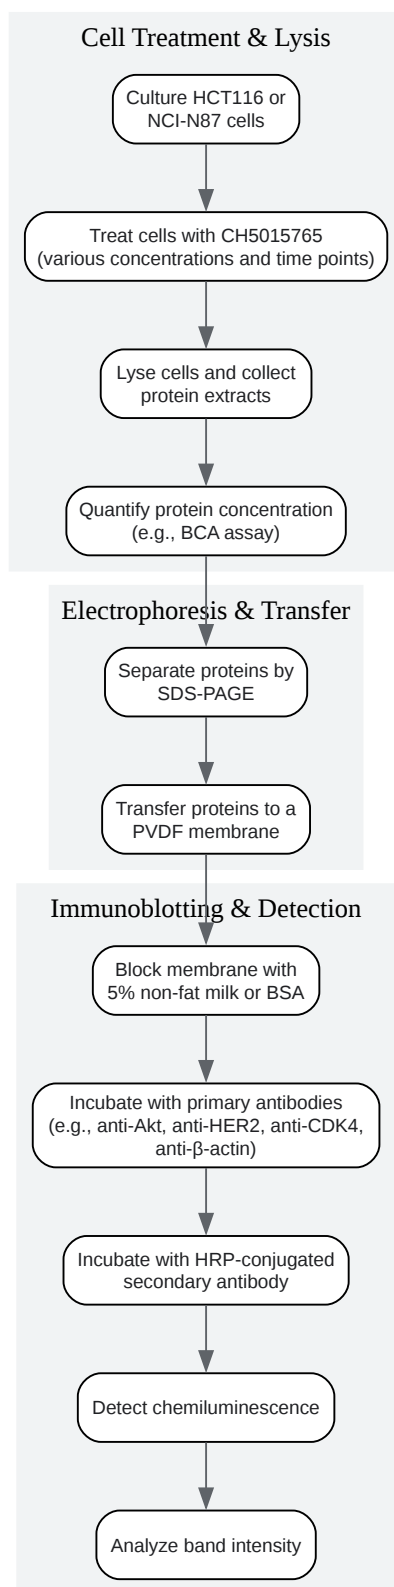 Cell Treatment & Lysis
Culture HCT116 or
NCI-N87 cells
Treat cells with CH5015765
(various concentrations and time points)
Lyse cells and collect
protein extracts
Quantify protein concentration
(e.g., BCA assay)
Electrophoresis & Transfer
Separate proteins by
SDS-PAGE
Transfer proteins to a
PVDF membrane
Immunoblotting & Detection
Block membrane with
5% non-fat milk or BSA
Incubate with primary antibodies
(e.g., anti-Akt, anti-HER2, anti-CDK4,
anti-β-actin)
Incubate with HRP-conjugated
secondary antibody
Detect chemiluminescence
Analyze band intensity